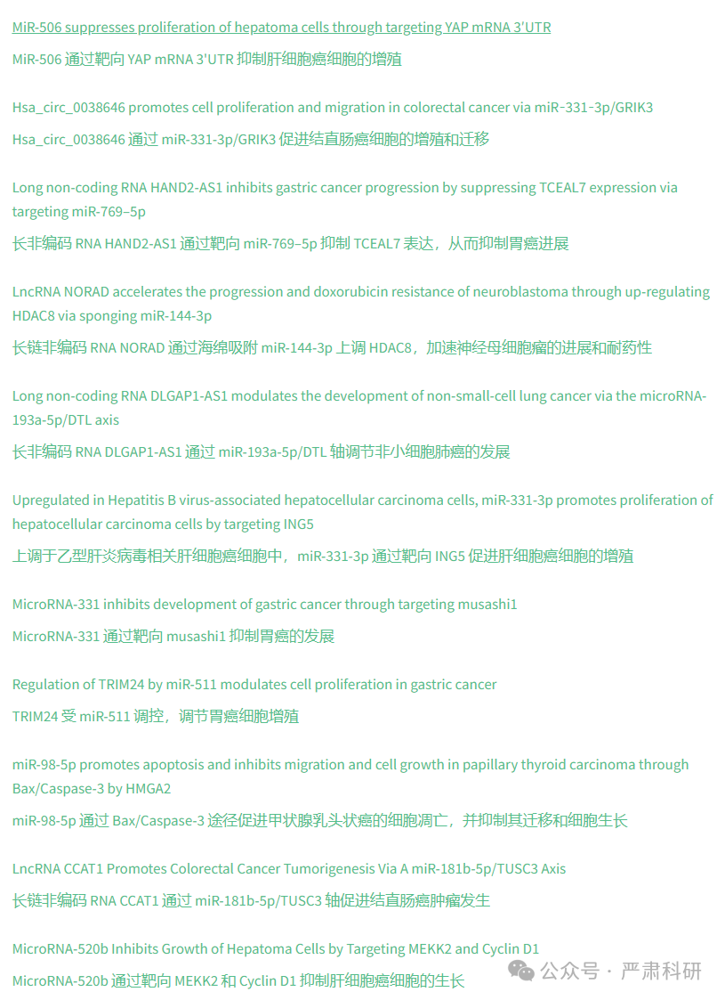 MiR-506 suppresses proliferation of hepatoma cells through targeting YAP mRNA 3′UTR
MiR-506 通过靶向 YAP mRNA 3'UTR 抑制肝细胞癌细胞的增殖
Hsa_circ_0038646 promotes cell proliferation and migration in colorectal cancer via miR‑331‑3p/GRIK3
Hsa_circ_0038646 通过 miR-331-3p/GRIK3 促进结直肠癌细胞的增殖和迁移
Long non-coding RNA HAND2-AS1 inhibits gastric cancer progression by suppressing TCEAL7 expression via
targeting miR-769–5p
长非编码 RNA HAND2-AS1 通过靶向 miR-769–5p 抑制 TCEAL7 表达，从而抑制胃癌进展
LncRNA NORAD accelerates the progression and doxorubicin resistance of neuroblastoma through up-regulating
HDAC8 via sponging miR-144-3p
长链非编码 RNA NORAD 通过海绵吸附 miR-144-3p 上调 HDAC8，加速神经母细胞瘤的进展和耐药性
Long non-coding RNA DLGAP1-AS1 modulates the development of non-small-cell lung cancer via the microRNA-
193a-5p/DTL axis
长非编码 RNA DLGAP1-AS1 通过 miR-193a-5p/DTL 轴调节非小细胞肺癌的发展
Upregulated in Hepatitis B virus-associated hepatocellular carcinoma cells, miR-331-3p promotes proliferation of
hepatocellular carcinoma cells by targeting ING5
上调于乙型肝炎病毒相关肝细胞癌细胞中，miR-331-3p 通过靶向 ING5 促进肝细胞癌细胞的增殖
MicroRNA-331 inhibits development of gastric cancer through targeting musashi1
MicroRNA-331 通过靶向 musashi1 抑制胃癌的发展
Regulation of TRIM24 by miR-511 modulates cell proliferation in gastric cancer
TRIM24 受 miR-511 调控，调节胃癌细胞增殖
miR-98-5p promotes apoptosis and inhibits migration and cell growth in papillary thyroid carcinoma through
Bax/Caspase-3 by HMGA2
miR-98-5p 通过 Bax/Caspase-3 途径促进甲状腺乳头状癌的细胞凋亡，并抑制其迁移和细胞生长
LncRNA CCAT1 Promotes Colorectal Cancer Tumorigenesis Via A miR-181b-5p/TUSC3 Axis
长链非编码 RNA CCAT1 通过 miR-181b-5p/TUSC3 轴促进结直肠癌肿瘤发生
MicroRNA-520b Inhibits Growth of Hepatoma Cells by Targeting MEKK2 and Cyclin D1
MicroRNA-520b 通过靶向 MEKK2 和 Cyclin D1 抑制肝细胞癌细胞的生长
公众号 · 严肃科研